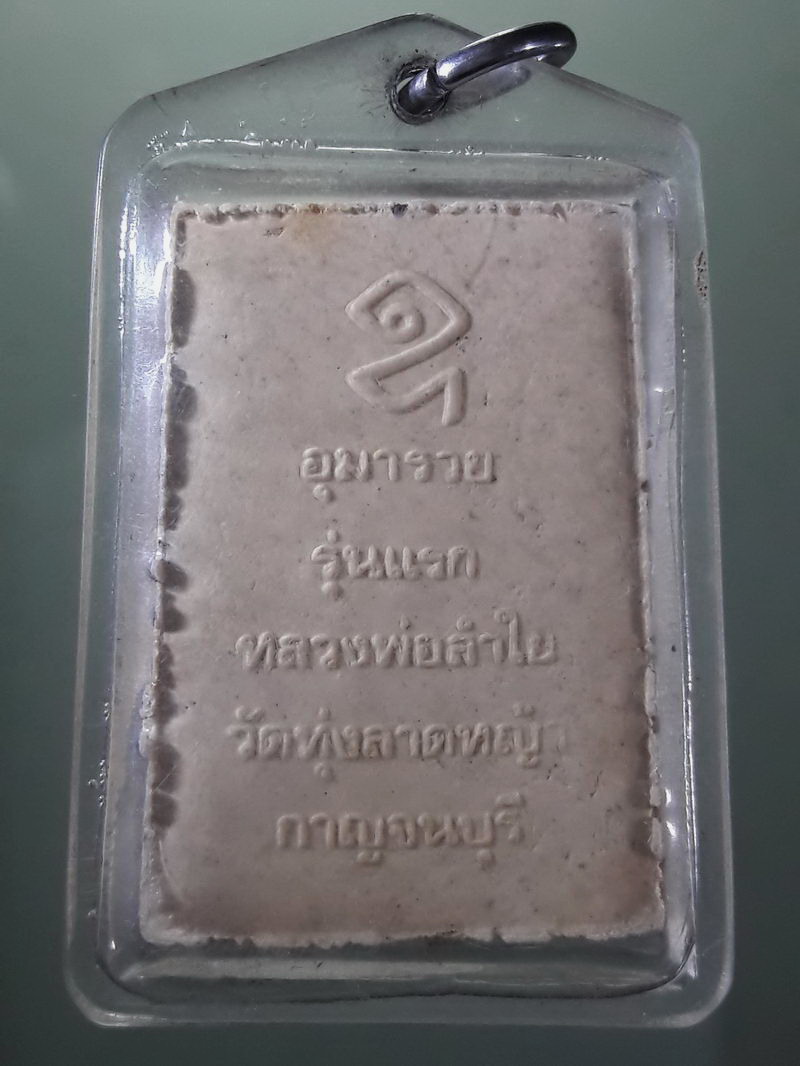 อุมารวย
รุ่นแรก
หลวงพ่อลำใย
วัดทุ่งลาดหญ้า
กาญจนบุรี